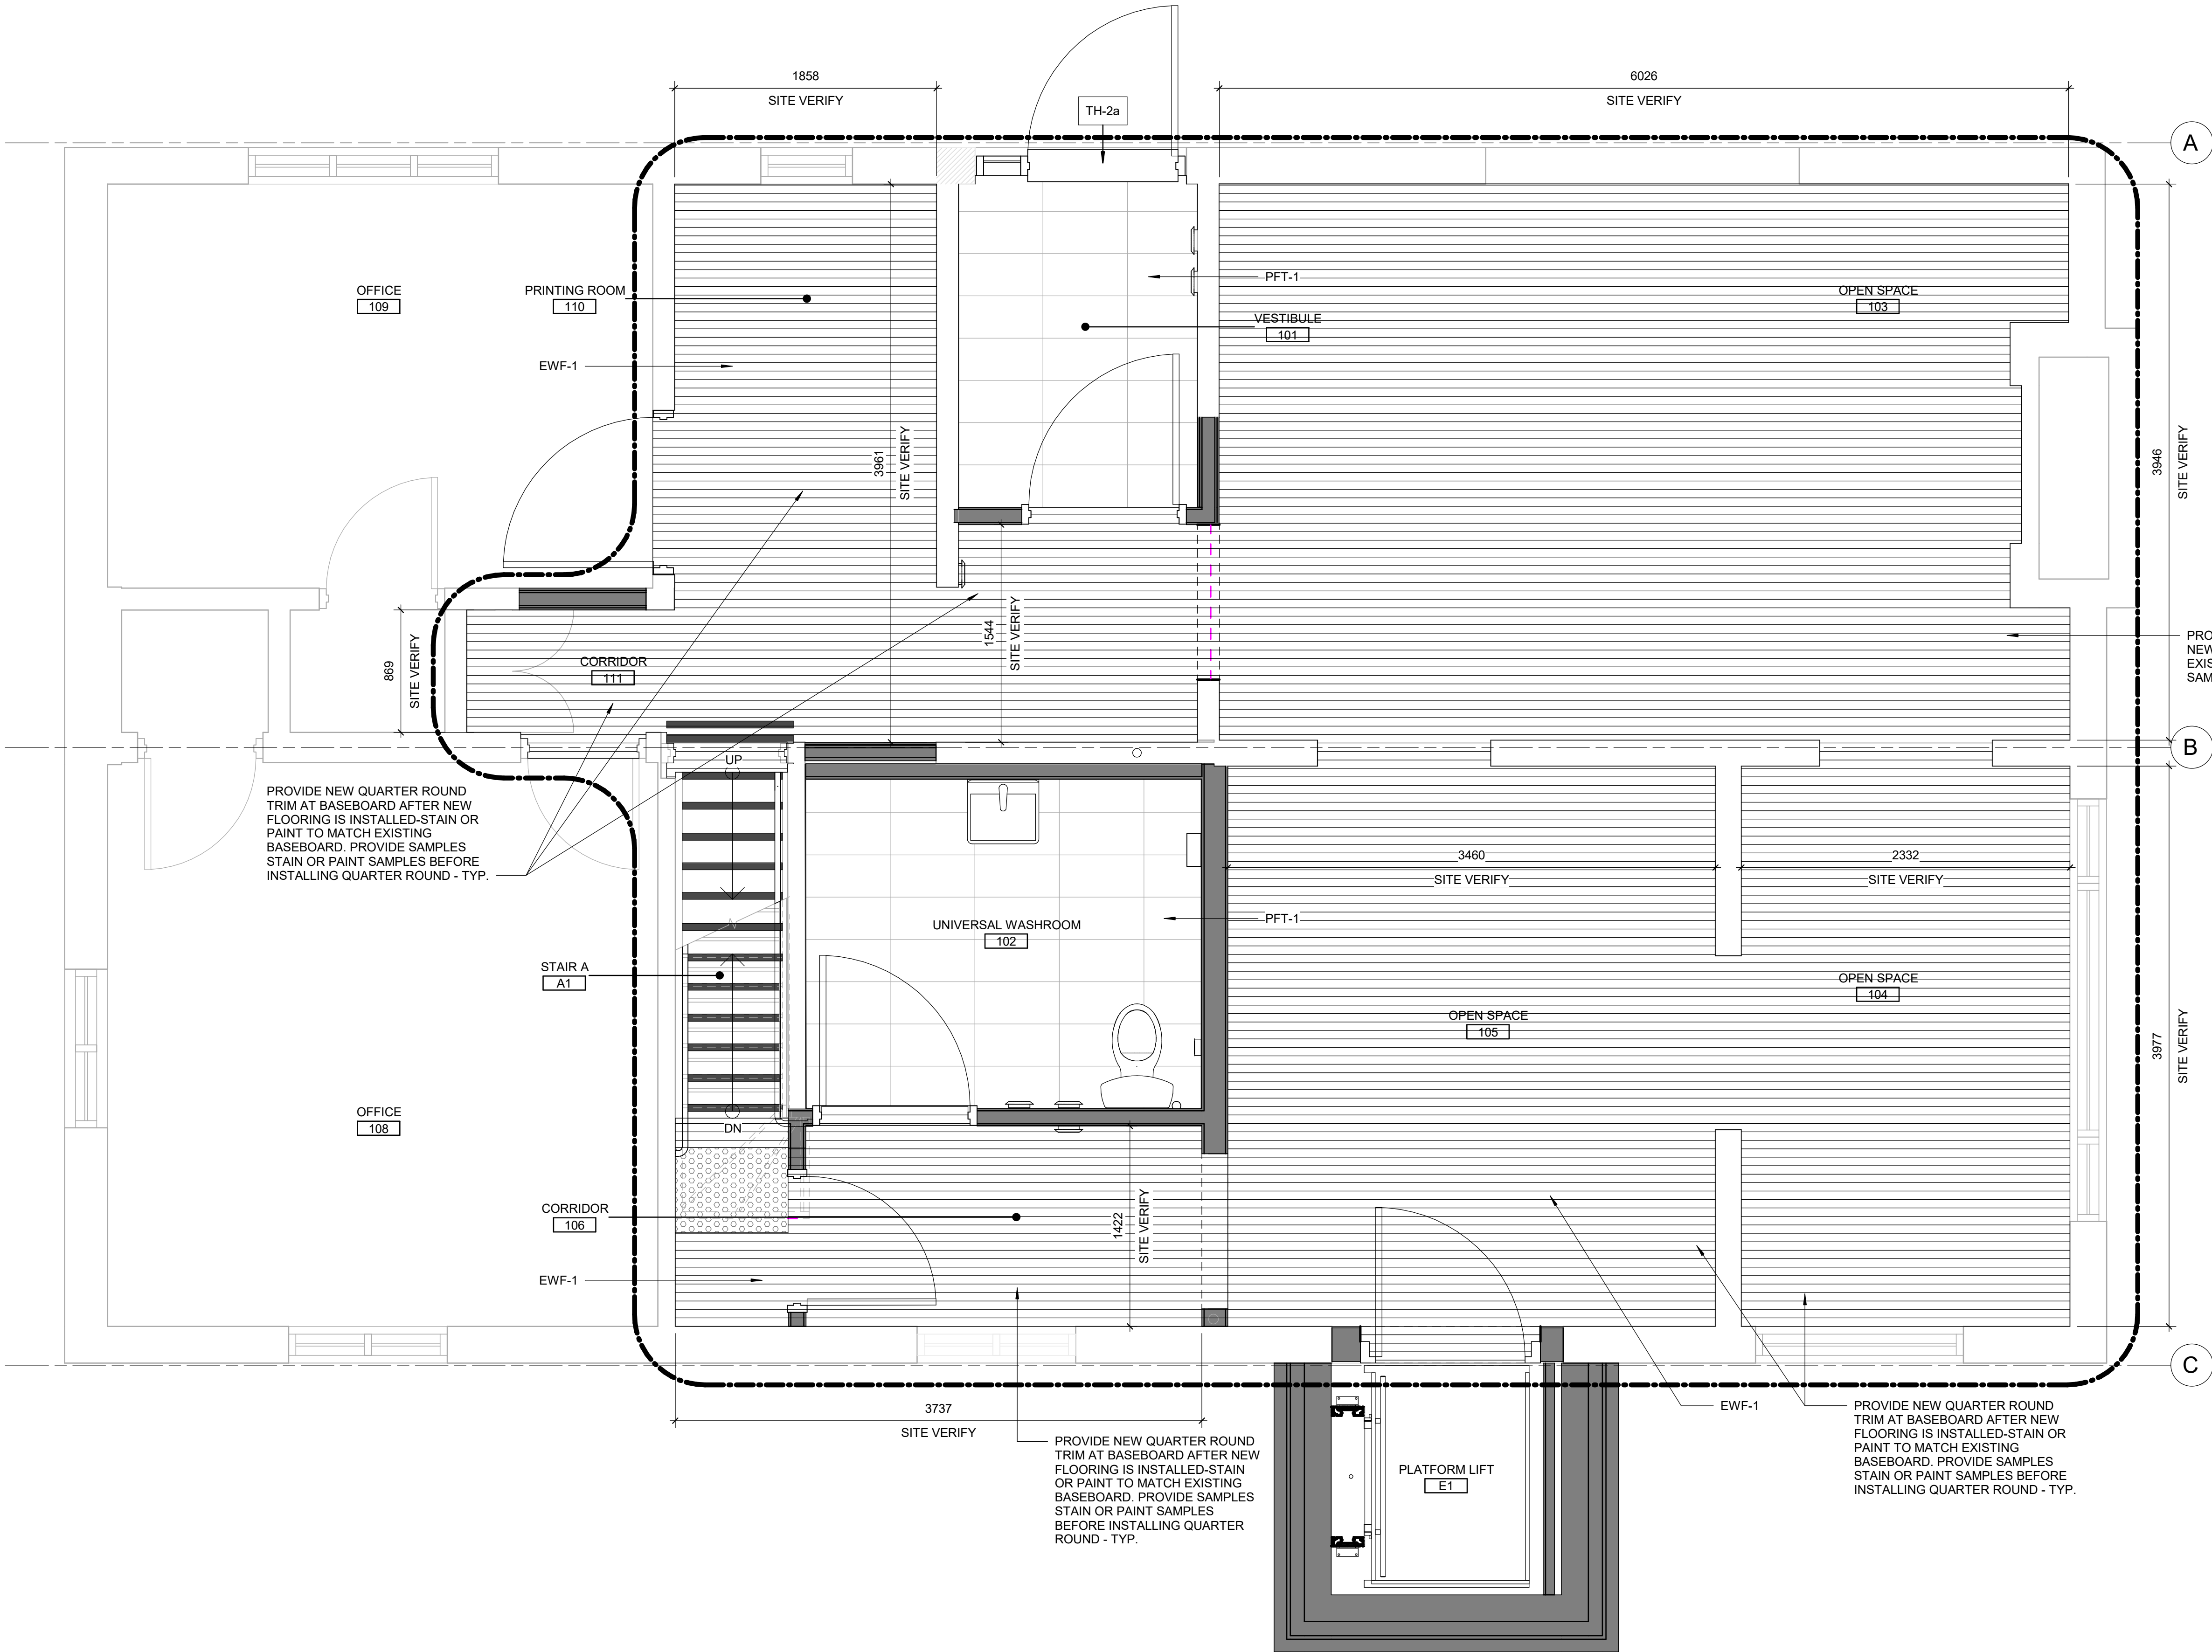 1858
SITE VERIFY
6026
SITE VERIFY
TH-2a
A
OFFICE
109
PRINTING ROOM
110
PFT-1
OPEN SPACE
103
VESTIBULE
101
EWF-1
3961
SITE VERIFY
3946
SITE VERIFY
1544
SITE VERIFY
869
SITE VERIFY
CORRIDOR
111
PRO
NEW
EXIS
SAM
B
UP
PROVIDE NEW QUARTER ROUND
TRIM AT BASEBOARD AFTER NEW
FLOORING IS INSTALLED-STAIN OR
PAINT TO MATCH EXISTING
BASEBOARD. PROVIDE SAMPLES
STAIN OR PAINT SAMPLES BEFORE
INSTALLING QUARTER ROUND - TYP.
3460
SITE VERIFY
2332
SITE VERIFY
UNIVERSAL WASHROOM
102
PFT-1
STAIR A
A1
OPEN SPACE
104
OPEN SPACE
105
3977
SITE VERIFY
OFFICE
108
DN
CORRIDOR
106
1422
SITE VERIFY
EWF-1
C
3737
SITE VERIFY
EWF-1
PROVIDE NEW QUARTER ROUND
TRIM AT BASEBOARD AFTER NEW
FLOORING IS INSTALLED-STAIN
OR PAINT TO MATCH EXISTING
BASEBOARD. PROVIDE SAMPLES
STAIN OR PAINT SAMPLES
BEFORE INSTALLING QUARTER
ROUND - TYP.
PLATFORM LIFT
E1
PROVIDE NEW QUARTER ROUND
TRIM AT BASEBOARD AFTER NEW
FLOORING IS INSTALLED-STAIN OR
PAINT TO MATCH EXISTING
BASEBOARD. PROVIDE SAMPLES
STAIN OR PAINT SAMPLES BEFORE
INSTALLING QUARTER ROUND - TYP.